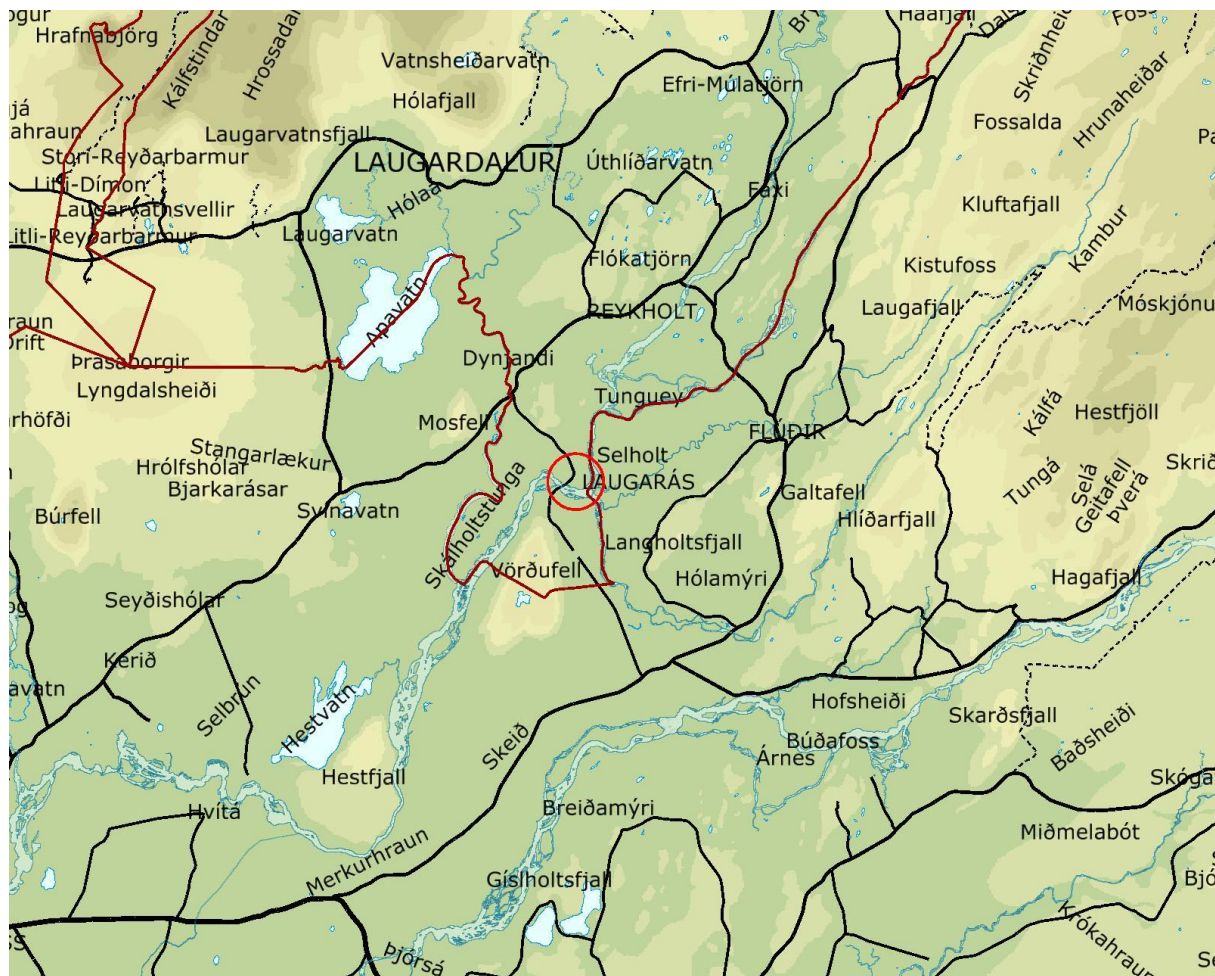 Hrafnabjörg
Kálfstindar
Hrossadal
Vatnsheiðarvatn
Hólafjall
Efri-Múlatjörn
Háafjall
Skriðnheið
Hrunaheiðar
Fossalda
Laugarvatnsfjall
LAUGARDALUR
Stóri-Reyðarbarmur
Litli-Dímon
Laugarvatnsvellir
Litli-Reyðarbarmur
Hólaá
Laugarvatn
Úthlíðarvatn
Faxi
Kluftafjall
Kambur
Flókatjörn
Kistufoss
Apavatn
REYKHOLT
Laugafjall
Móskjónu
Þrasaborgir
Lyngdalsheiði
Dynjandi
Tunguey
Mosfell
Kálfá
Hestfjöll
FLÚÐIR
Stangarlækur
Hrólfshólar
Bjarkarásar
Selholt
LAUGARÁS
Búrfell
Svínavatn
Skálholtstunga
Galtafell
Hlíðarfjall
Tungá
Selá
Geitafell
Þverá
Langholtsfjall
Vörðufell
Hólamýri
Hagafjall
Seyðishólar
Kerið
Selbrún
Hestvatn
Skeið
Hofsheiði
Skarðsfjall
Búðafoss
Árnes
Baðsheiði
Hestfjall
Hvítá
Breiðamýri
Miðmelabót
Merkurhraun
Gíslholtsfjall
Krókahraun
Þjórsá